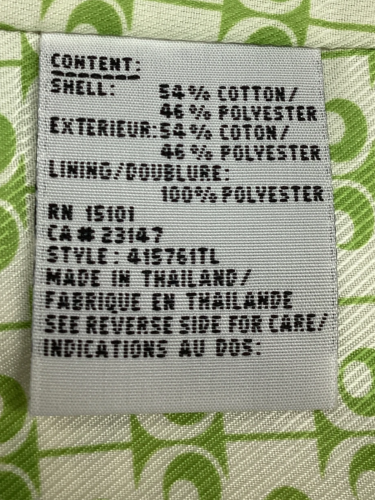 CONTENT:
SHELL: 54% COTTON/
46% POLYESTER
EXTERIEUR: 54% COTON/
46% POLYESTER
LINING/DOUBLURE:
100% POLYESTER
RN 15101
CA# 23147
STYLE: 415761TL
MADE IN THAILAND/
FABRIQUE EN THAILANDE
SEE REVERSE SIDE FOR CARE/
INDICATIONS AU DOS: